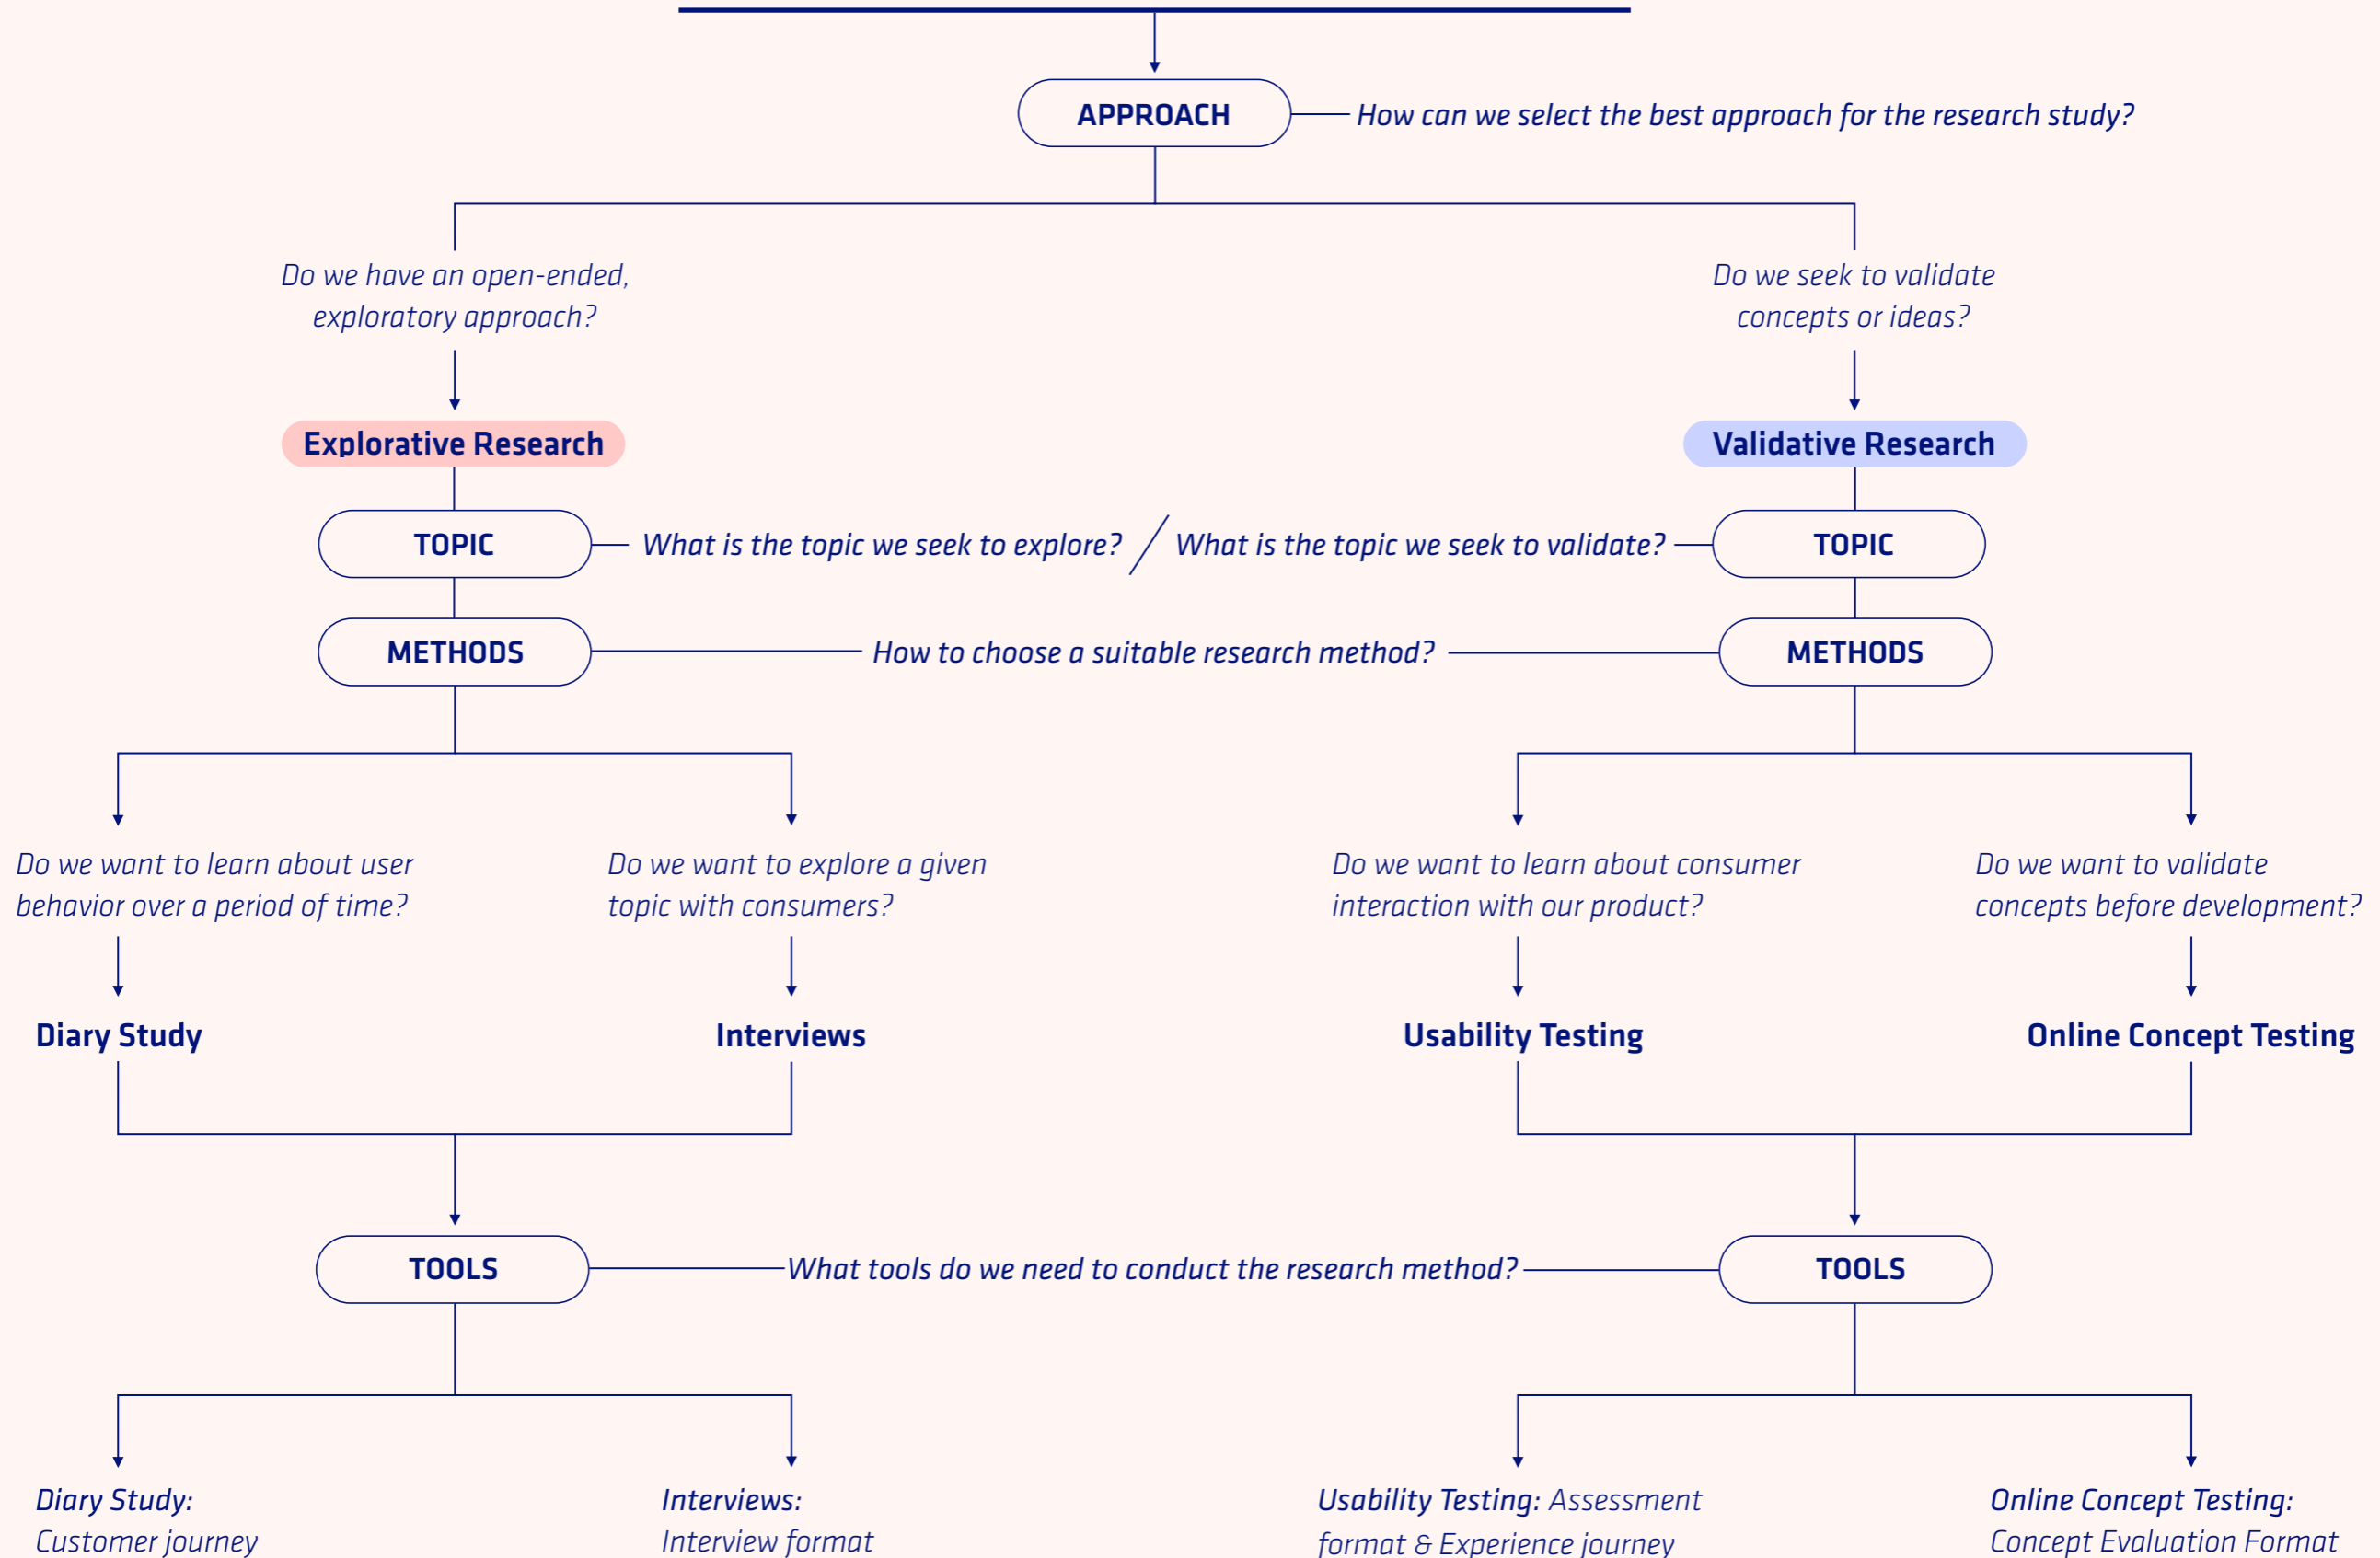 APPROACH
How can we select the best approach for the research study?
Do we have an open-ended,
exploratory approach?
Do we seek to validate
concepts or ideas?
Explorative Research
Validative Research
TOPIC
What is the topic we seek to explore?
What is the topic we seek to validate?
TOPIC
METHODS
How to choose a suitable research method?
METHODS
Do we want to learn about user
behavior over a period of time?
Do we want to explore a given
topic with consumers?
Do we want to learn about consumer
interaction with our product?
Do we want to validate
concepts before development?
Diary Study
Interviews
Usability Testing
Online Concept Testing
TOOLS
What tools do we need to conduct the research method?
TOOLS
Diary Study:
Customer journey
Interviews:
Interview format
Usability Testing: Assessment
format & Experience journey
Online Concept Testing:
Concept Evaluation Format